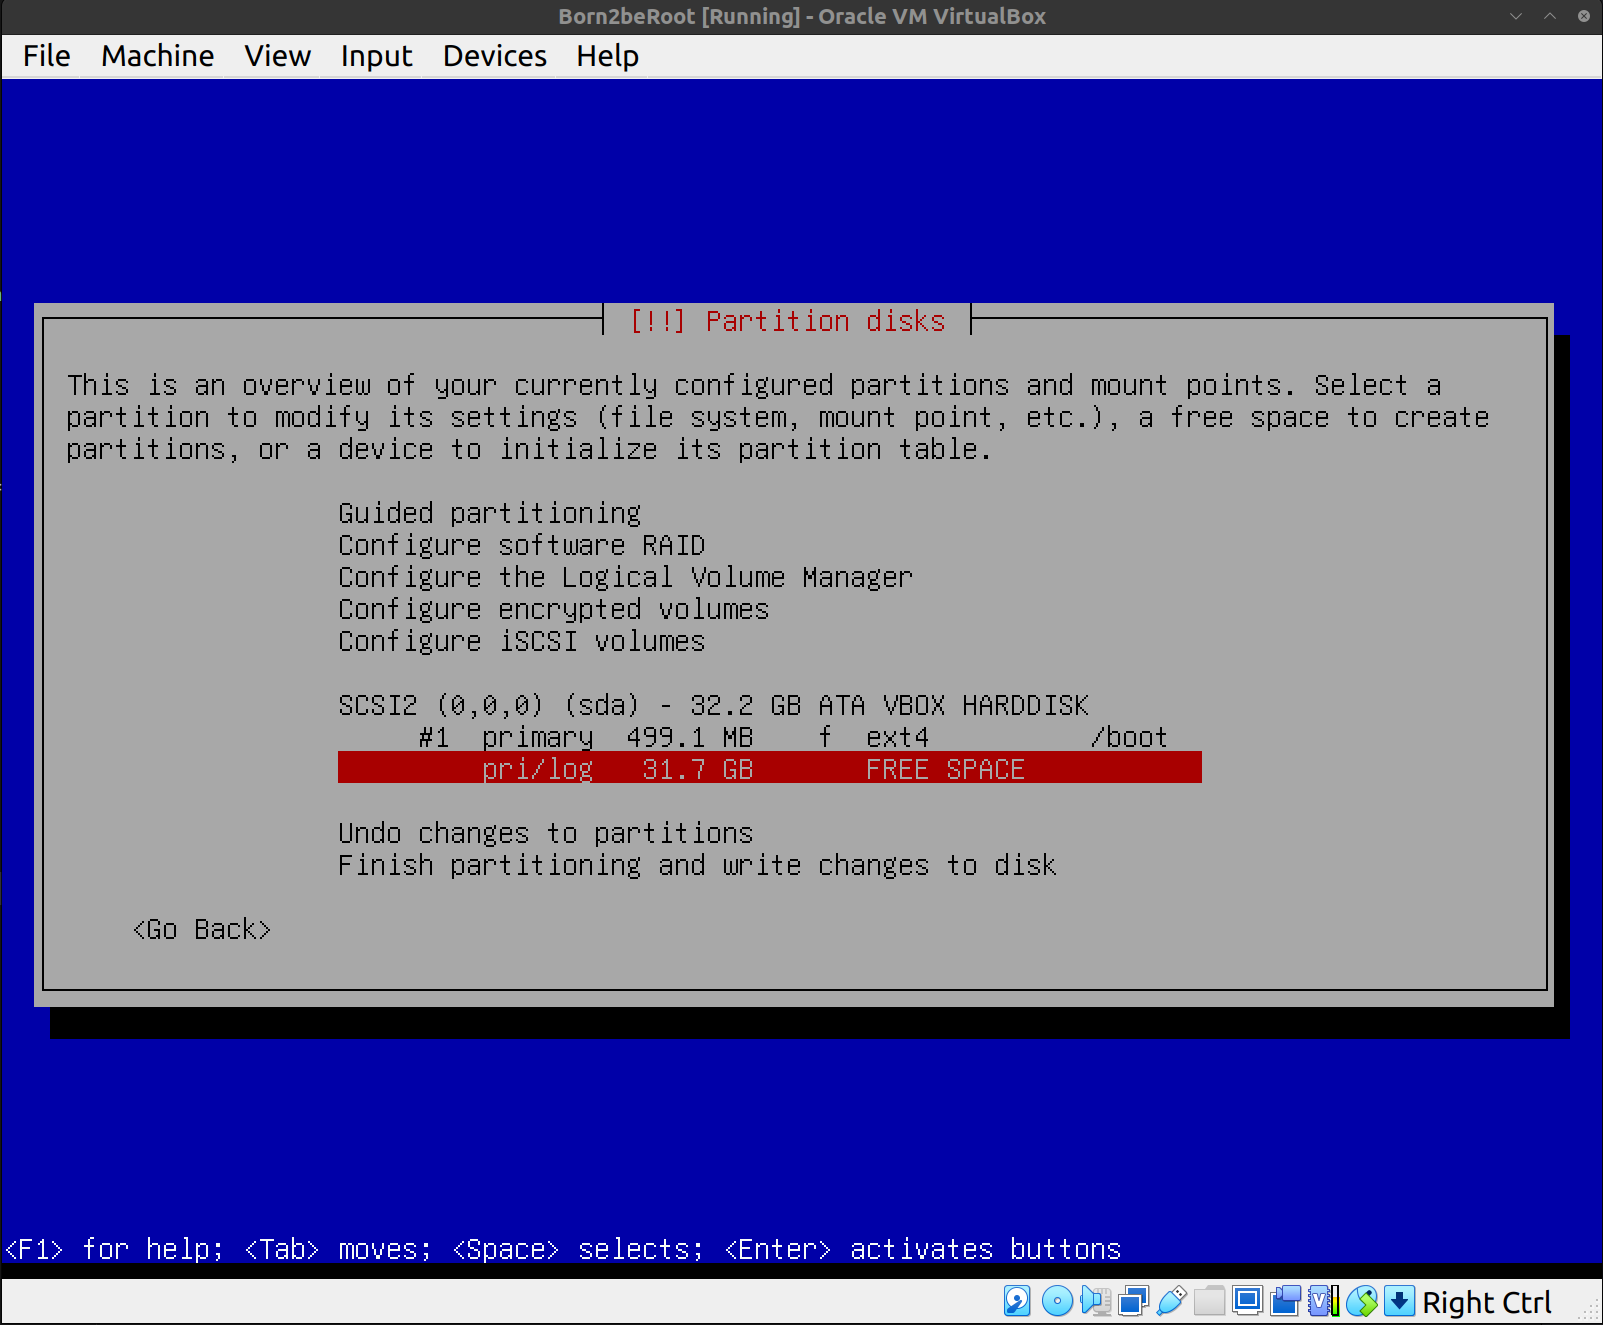 Born2beRoot [Running] - Oracle VM VirtualBox
File Machine View Input Devices Help
[!!] Partition disks
This is an overview of your currently configured partitions and mount points. Select a
partition to modify its settings (file system, mount point, etc.), a free space to create
partitions, or a device to initialize its partition table.
Guided partitioning
Configure software RAID
Configure the Logical Volume Manager
Configure encrypted volumes
Configure iSCSI volumes
SCSI2 (0,0,0) (sda) - 32.2 GB ATA VBOX HARDDISK
#1 primary 499.1 MB f ext4 /boot
pri/log 31.7 GB FREE SPACE
Undo changes to partitions
Finish partitioning and write changes to disk
<Go Back>
<F1> for help; <Tab> moves; <Space> selects; <Enter> activates buttons
Right Ctrl